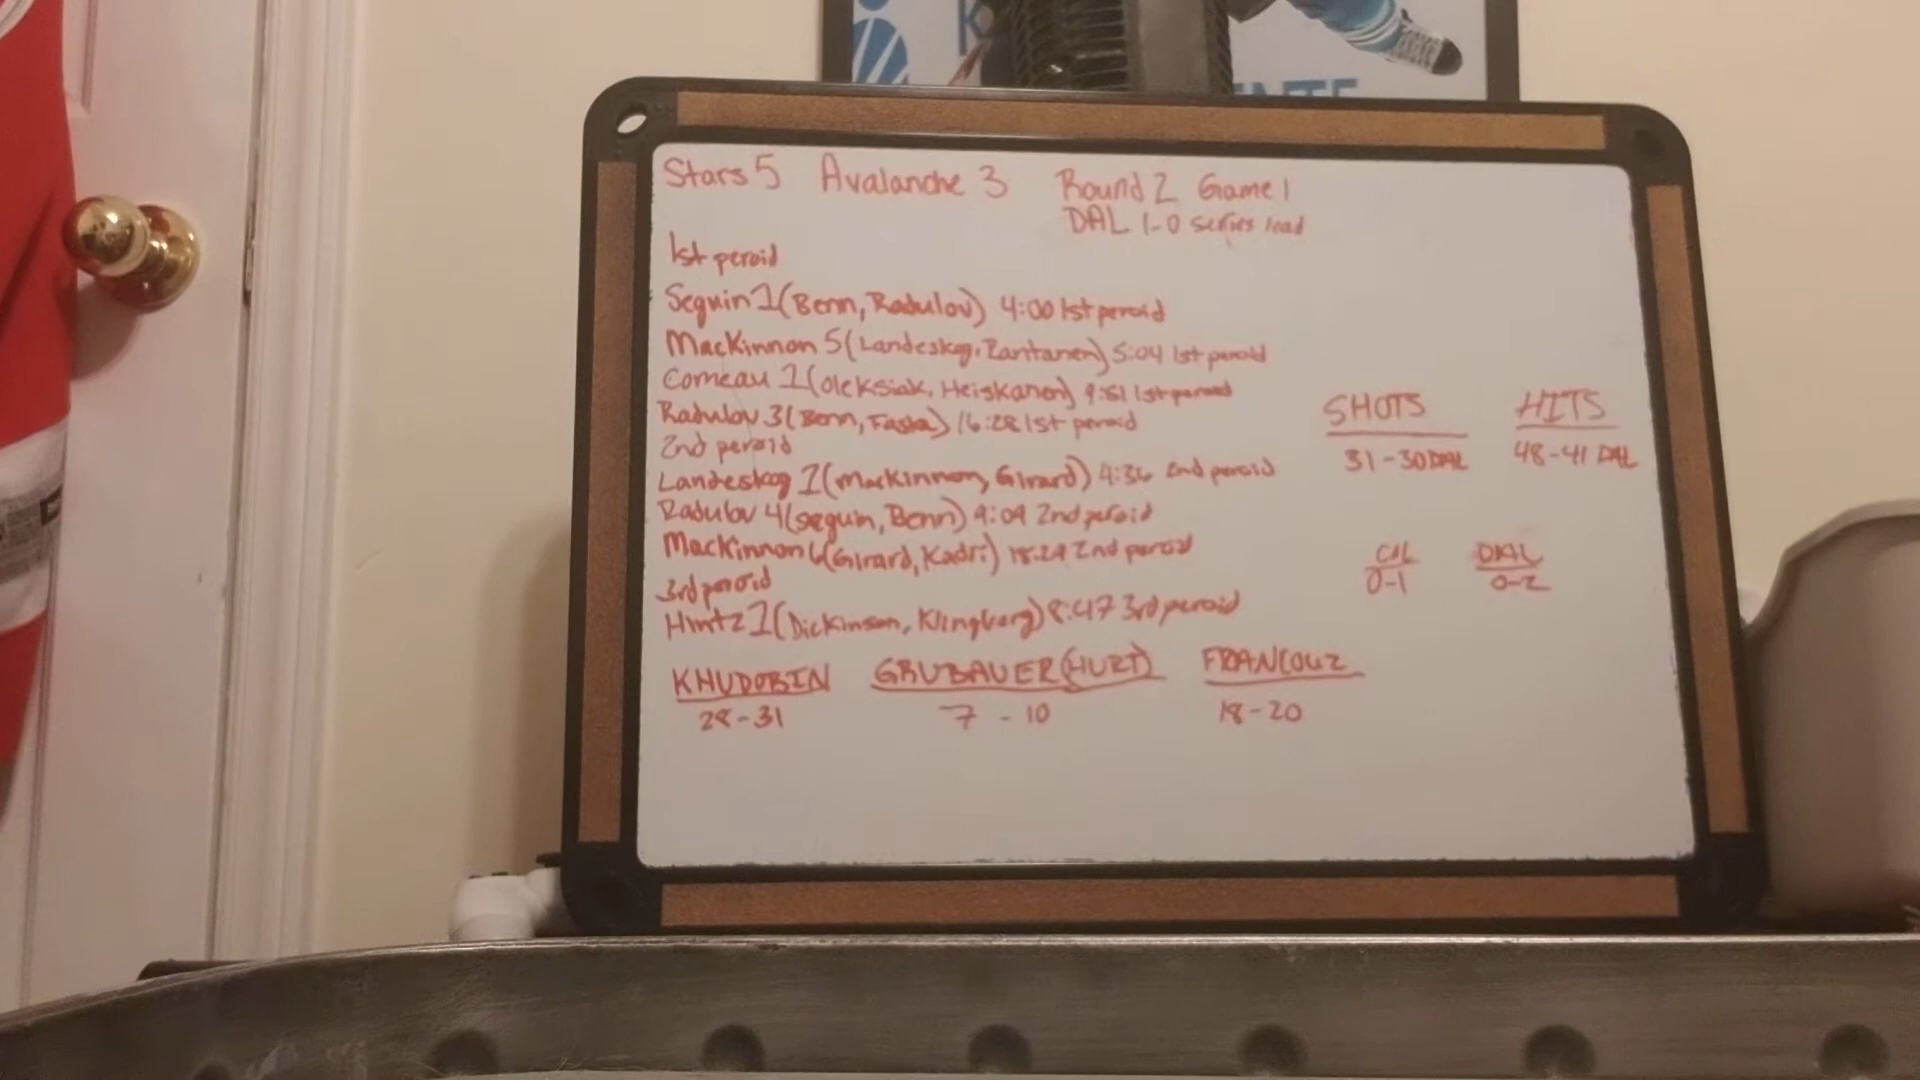 Stars 5 Avalanche 3 Round 2 Game 1
DAL 1-0 series lead
1st peroid
Seguin 1 (Benn, Radulov) 4:00 1st peroid
MacKinnon 5 (Landeskog, Rantanen) 5:04 1st peroid
Comeau 1 (Oleksiak, Heiskanen) 9:51 1st peroid
Radulov 3 (Benn, Faksa) 16:28 1st peroid
2nd peroid
Landeskog 1 (MacKinnon, Girard) 4:36 2nd peroid
Radulov 4 (Seguin, Benn) 9:09 2nd peroid
MacKinnon 6 (Girard, Kadri) 18:29 2nd peroid
3rd peroid
Hintz 1 (Dickinson, Klingberg) 8:47 3rd peroid
SHOTS HITS
31-30 DAL 48-41 DAL
DAL
0-1 0-2
KHUDOBIN GRUBAUER (HURT) FRANCOUZ
28-31 7-10 18-20